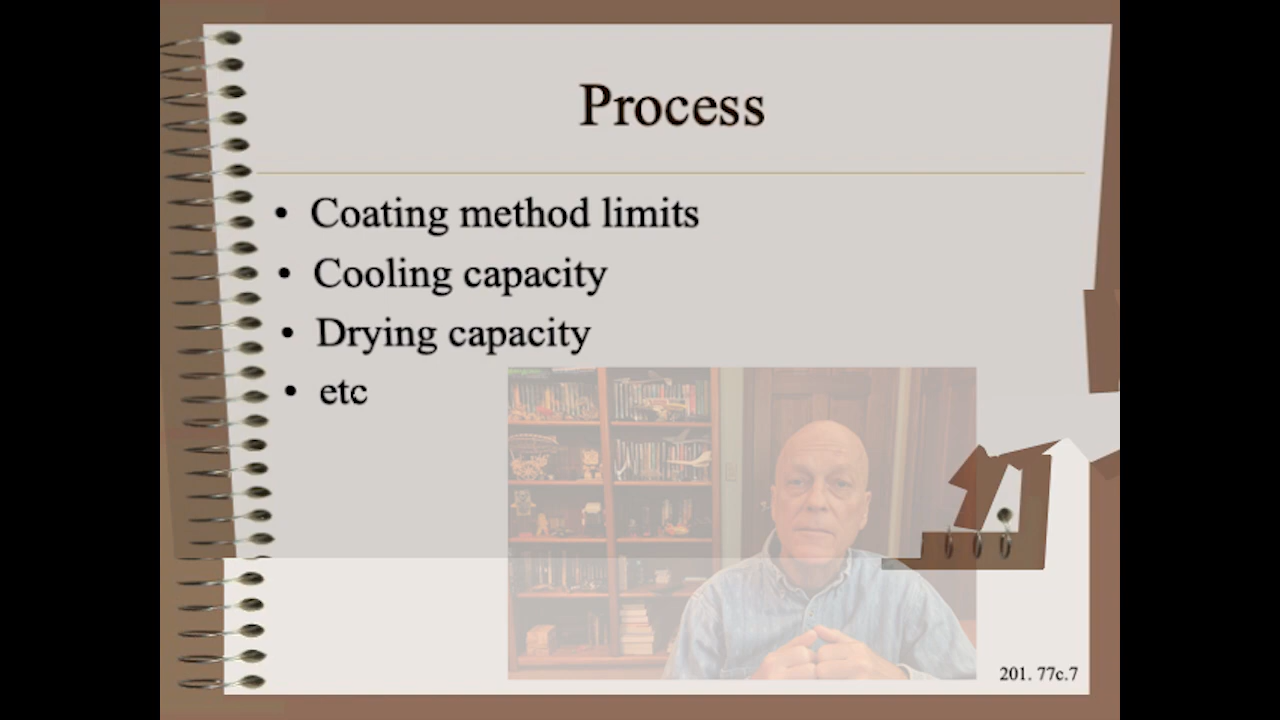 Process
• Coating method limits
• Cooling capacity
• Drying capacity
• etc
201. 77c.7